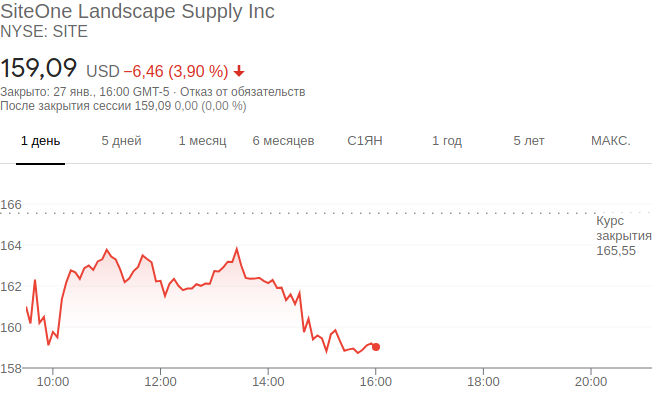 SiteOne Landscape Supply Inc
NYSE: SITE
159,09 USD −6,46 (3,90 %)
Закрыто: 27 янв., 16:00 GMT-5 · Отказ от обязательств
После закрытия сессии 159,09 0,00 (0,00 %)
1 день 5 дней 1 месяц 6 месяцев С1ЯН 1 год 5 лет МАКС.
166
Курс
закрытия
165,55
164
162
160
158
10:00 12:00 14:00 16:00 18:00 20:00